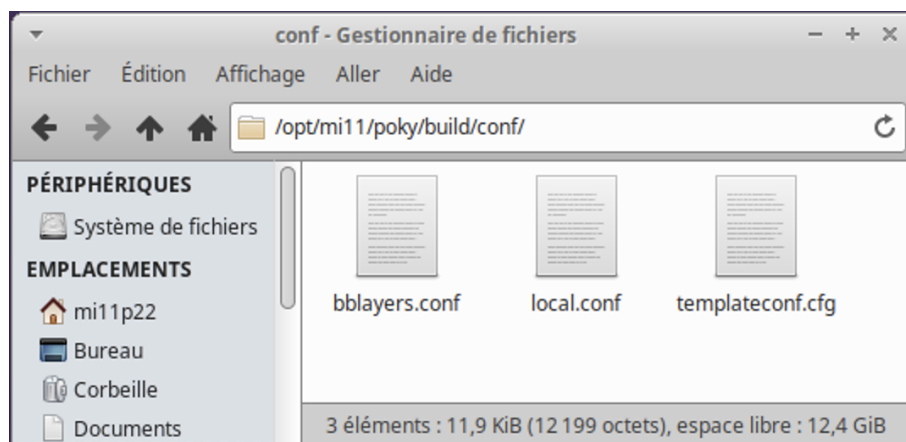 conf - Gestionnaire de fichiers
Fichier Édition Affichage Aller Aide
/opt/mi11/poky/build/conf/
PÉRIPHÉRIQUES
Système de fichiers
EMPLACEMENTS
mi11p22
Bureau
Corbeille
Documents
bblayers.conf local.conf templateconf.cfg
3 éléments : 11,9 KiB (12 199 octets), espace libre : 12,4 GiB